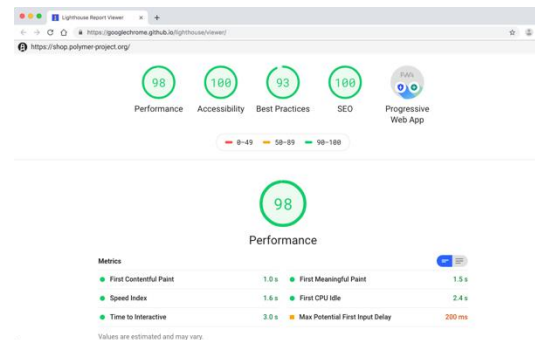 Lighthouse Report Viewer
https://googlechrome.github.io/lighthouse/viewer/
https://shop.polymer-project.org/
98 100 93 100 PWA
Performance Accessibility Best Practices SEO Progressive Web App
0-49 50-89 90-100
98
Performance
Metrics
First Contentful Paint 1.0 s First Meaningful Paint 1.5 s
Speed Index 1.6 s First CPU Idle 2.4 s
Time to Interactive 3.0 s Max Potential First Input Delay 200 ms
Values are estimated and may vary.